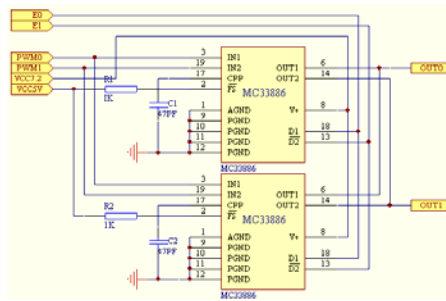 E0
E1
PWM0
PWM1
VCC7.2
VCC5V
R1
1K
C1
47PF
3
19
17
2
1
9
10
11
12
IN1
IN2
CPP
FS
AGND
PGND
PGND
PGND
PGND
OUT1
OUT2
MC33886
V+
D1
D2
6
14
8
18
13
OUT0
MC33886
R2
1K
C2
47PF
3
19
17
2
1
9
10
11
12
IN1
IN2
CPP
FS
AGND
PGND
PGND
PGND
PGND
OUT1
OUT2
MC33886
V+
D1
D2
6
14
8
18
13
OUT1
MC33886